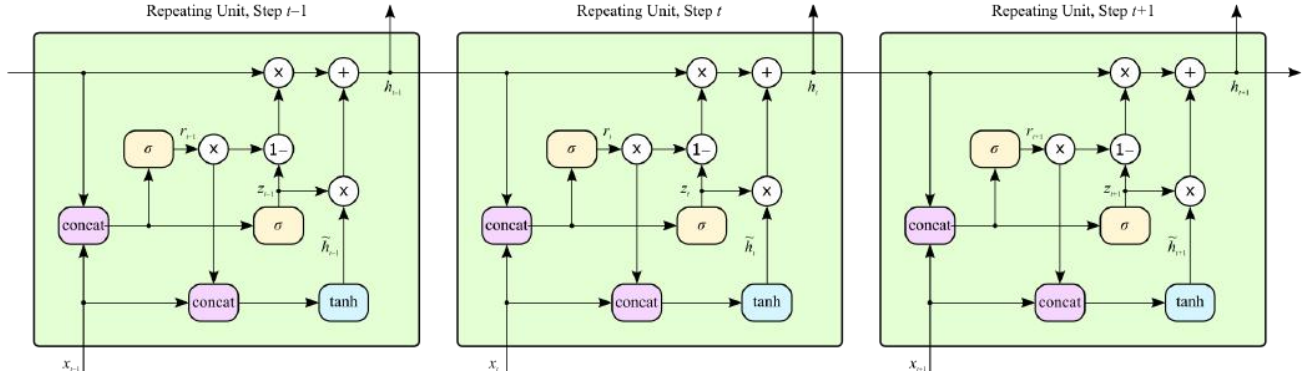 Repeating Unit, Step t−1
Repeating Unit, Step t
Repeating Unit, Step t+1
× + × + × +
h_{t−1} h_t h_{t+1}
r_{t−1} r_t r_{t+1}
σ × 1− σ × 1− σ × 1−
z_{t−1} × z_t × z_{t+1} ×
concat σ concat σ concat σ
h̃_{t−1} h̃_t h̃_{t+1}
concat tanh concat tanh concat tanh
x_{t−1} x_t x_{t+1}